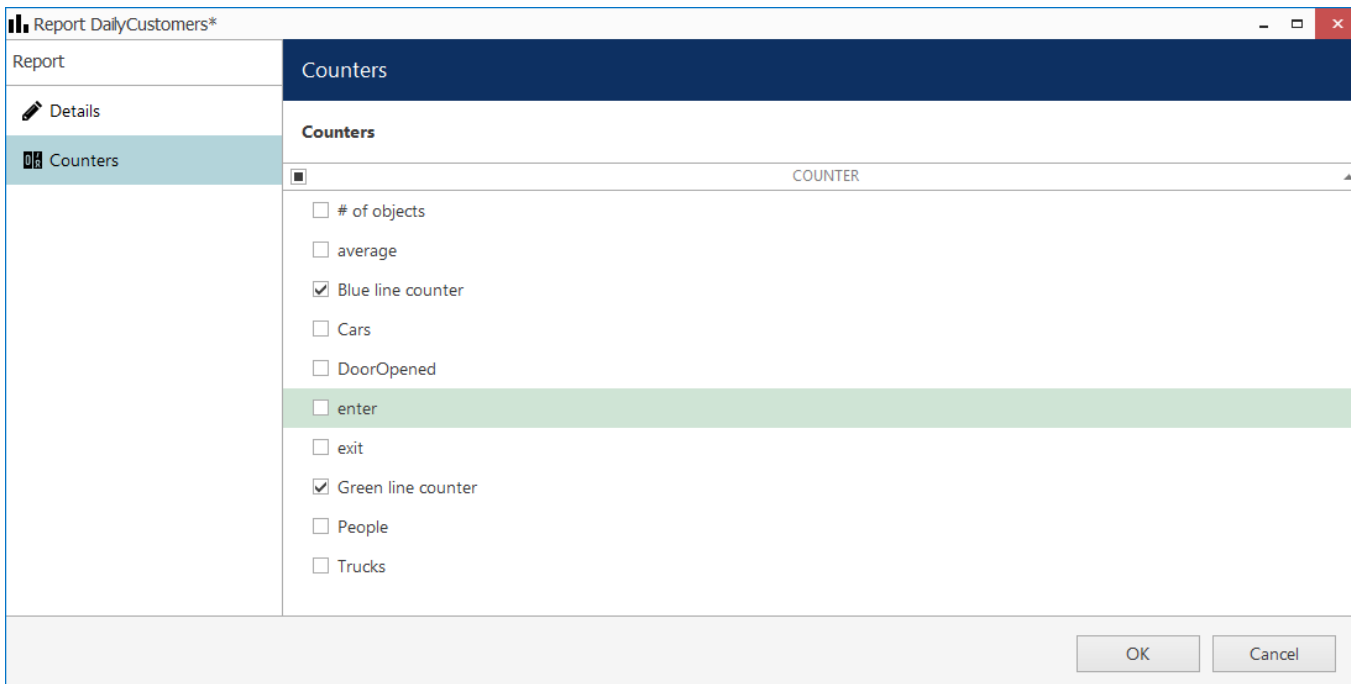 Report DailyCustomers*
Report
Details
Counters
Counters
Counters
COUNTER
# of objects
average
Blue line counter
Cars
DoorOpened
enter
exit
Green line counter
People
Trucks
OK
Cancel